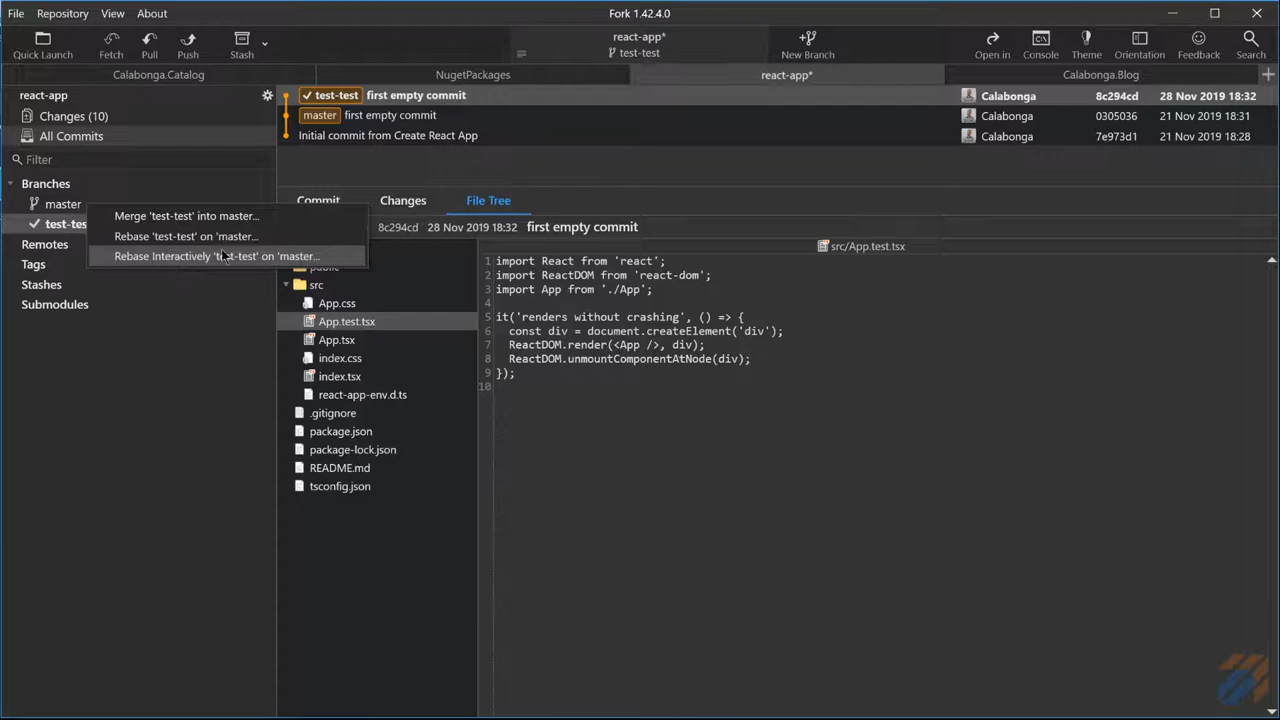 File Repository View About
Fork 1.42.4.0
Quick Launch
Fetch
Pull
Push
Stash
react-app*
test-test
New Branch
Open in
Console
Theme
Orientation
Feedback
Search
Calabonga.Catalog
NugetPackages
react-app*
Calabonga.Blog
react-app
Changes (10)
All Commits
Filter
Branches
master
test-tes
Remotes
Tags
Stashes
Submodules
Merge 'test-test' into master...
Rebase 'test-test' on 'master...
Rebase Interactively 'test-test' on 'master...
test-test first empty commit Calabonga 8c294cd 28 Nov 2019 18:32
master first empty commit Calabonga 0305036 21 Nov 2019 18:31
Initial commit from Create React App Calabonga 7e973d1 21 Nov 2019 18:28
Commit Changes File Tree
8c294cd 28 Nov 2019 18:32 first empty commit
public
src
App.css
App.test.tsx
App.tsx
index.css
index.tsx
react-app-env.d.ts
.gitignore
package.json
package-lock.json
README.md
tsconfig.json
src/App.test.tsx
1 import React from 'react';
2 import ReactDOM from 'react-dom';
3 import App from './App';
4
5 it('renders without crashing', () => {
6 const div = document.createElement('div');
7 ReactDOM.render(<App />, div);
8 ReactDOM.unmountComponentAtNode(div);
9 });
10